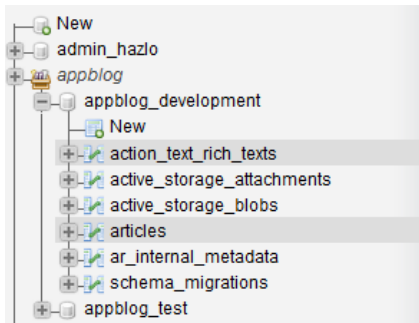 New
admin_hazlo
appblog
appblog_development
New
action_text_rich_texts
active_storage_attachments
active_storage_blobs
articles
ar_internal_metadata
schema_migrations
appblog_test